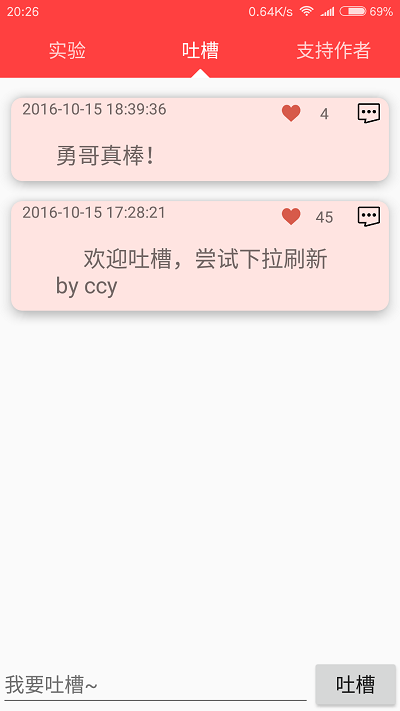 20:26 0.64K/s 69%
实验 吐槽 支持作者
2016-10-15 18:39:36 4
勇哥真棒！
2016-10-15 17:28:21 45
欢迎吐槽，尝试下拉刷新
by ccy
我要吐槽~ 吐槽